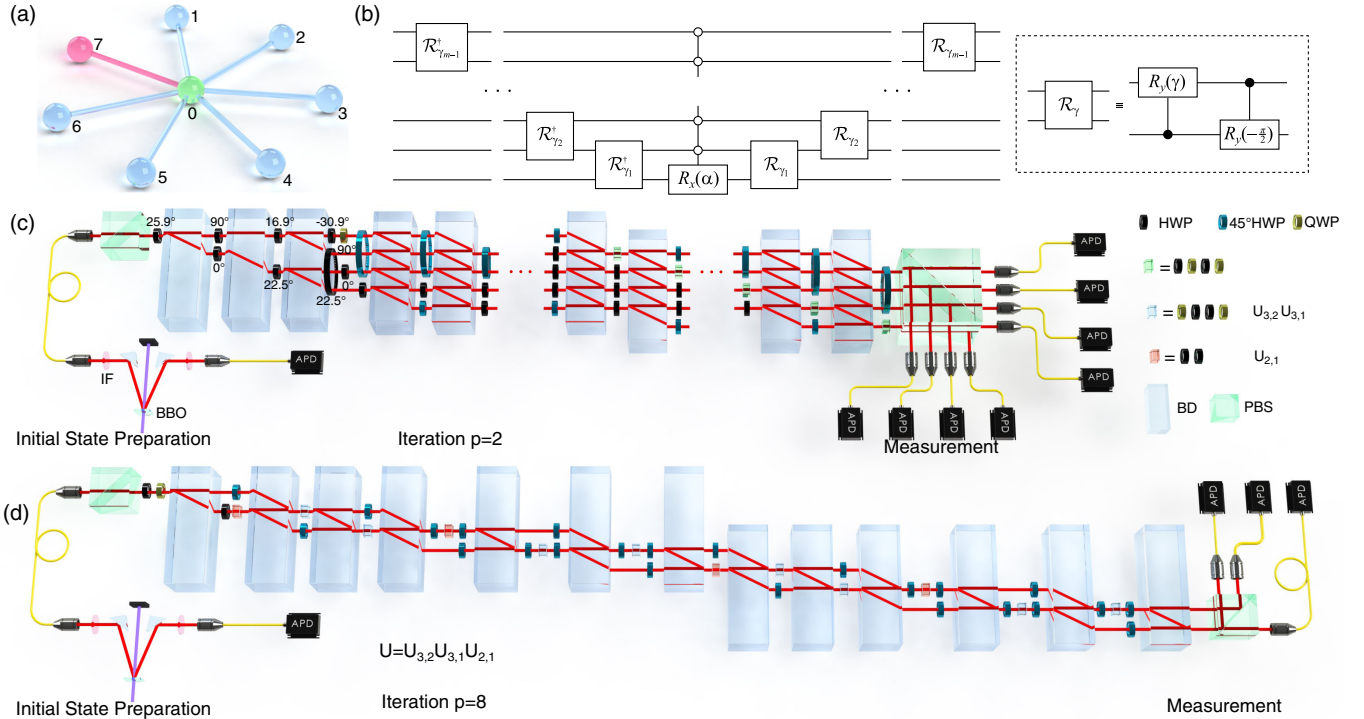 (a)
1
7
2
0
3
6
5
4
(b)
R†γm−1
Rγm−1
. . .
. . .
R†γ2
Rγ2
R†γ1
Rγ1
Rx(α)
Rγ
≡
Ry(γ)
Ry(−π/2)
(c)
25.9°
90°
16.9°
-30.9°
0°
22.5°
90°
0°
22.5°
APD
APD
APD
APD
APD
APD
APD
APD
APD
IF
BBO
Initial State Preparation
Iteration p=2
Measurement
HWP
45°HWP
QWP
=
=
U3,2 U3,1
=
U2,1
BD
PBS
(d)
APD
APD
APD
APD
U=U3,2U3,1U2,1
Initial State Preparation
Iteration p=8
Measurement